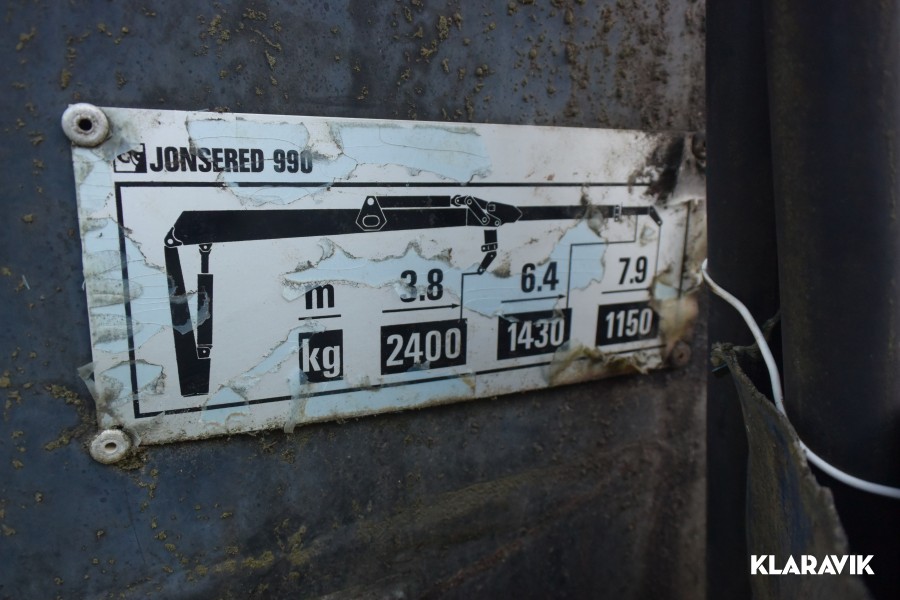 JONSERED 990
m 3.8 6.4 7.9
kg 2400 1430 1150
KLARAVIK